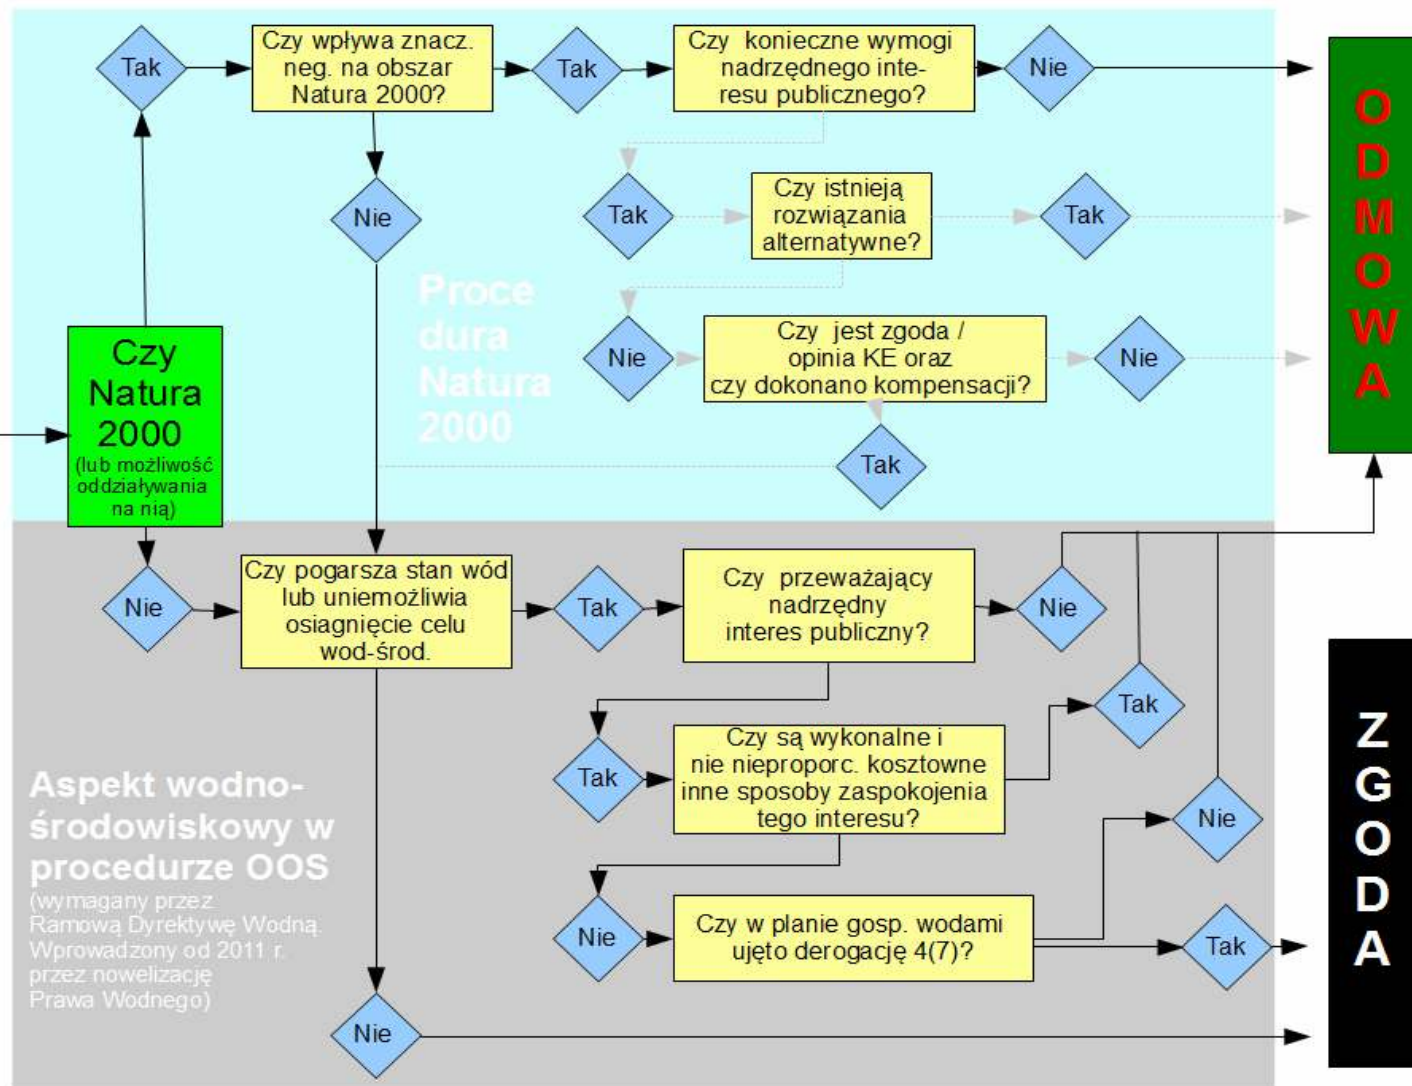 Tak
Czy wpływa znacz.
neg. na obszar
Natura 2000?
Tak
Czy konieczne wymogi
nadrzędnego inte-
resu publicznego?
Nie
Nie
Tak
Czy istnieją
rozwiązania
alternatywne?
Tak
Proce
dura
Natura
2000
Nie
Czy jest zgoda /
opinia KE oraz
czy dokonano kompensacji?
Nie
Tak
Czy
Natura
2000
(lub możliwość
oddziaływania
na nią)
O
D
M
O
W
A
Nie
Czy pogarsza stan wód
lub uniemożliwia
osiagnięcie celu
wod-środ.
Tak
Czy przeważający
nadrzędny
interes publiczny?
Nie
Tak
Czy są wykonalne i
nie nieproporc. kosztowne
inne sposoby zaspokojenia
tego interesu?
Tak
Nie
Nie
Czy w planie gosp. wodami
ujęto derogację 4(7)?
Tak
Aspekt wodno-
środowiskowy w
procedurze OOS
(wymagany przez
Ramową Dyrektywę Wodną.
Wprowadzony od 2011 r.
przez nowelizację
Prawa Wodnego)
Nie
Z
G
O
D
A